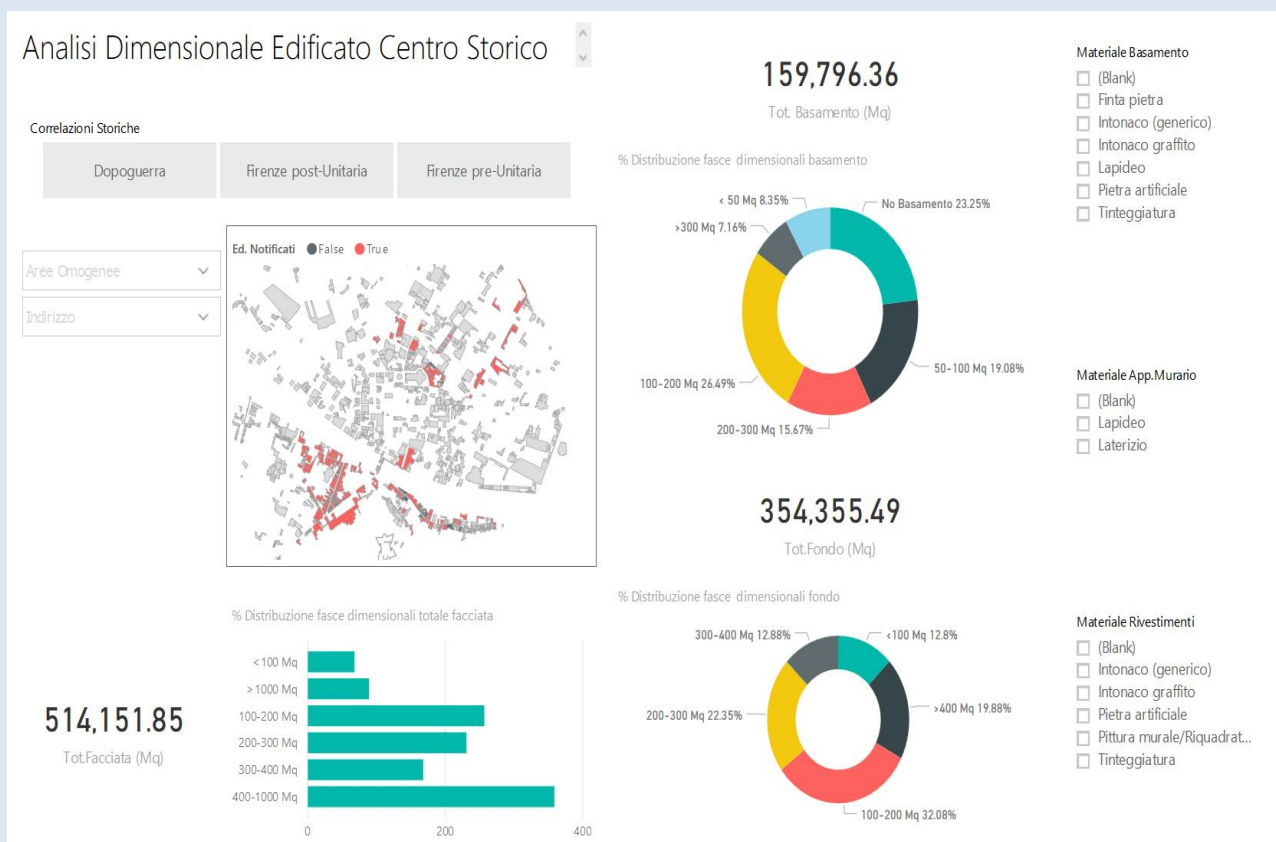 Analisi Dimensionale Edificato Centro Storico
Correlazioni Storiche
Dopoguerra
Firenze post-Unitaria
Firenze pre-Unitaria
Aree Omogenee
Indirizzo
Ed. Notificati False True
% Distribuzione fasce dimensionali totale facciata
< 100 Mq
> 1000 Mq
100-200 Mq
200-300 Mq
300-400 Mq
400-1000 Mq
0 200 400
514,151.85
Tot.Facciata (Mq)
159,796.36
Tot. Basamento (Mq)
% Distribuzione fasce dimensionali basamento
< 50 Mq 8.35%
No Basamento 23.25%
>300 Mq 7.16%
50-100 Mq 19.08%
100-200 Mq 26.49%
200-300 Mq 15.67%
354,355.49
Tot.Fondo (Mq)
% Distribuzione fasce dimensionali fondo
300-400 Mq 12.88%
<100 Mq 12.8%
200-300 Mq 22.35%
>400 Mq 19.88%
100-200 Mq 32.08%
Materiale Basamento
(Blank)
Finta pietra
Intonaco (generico)
Intonaco graffito
Lapideo
Pietra artificiale
Tinteggiatura
Materiale App.Murario
(Blank)
Lapideo
Laterizio
Materiale Rivestimenti
(Blank)
Intonaco (generico)
Intonaco graffito
Pietra artificiale
Pittura murale/Riquadrat...
Tinteggiatura